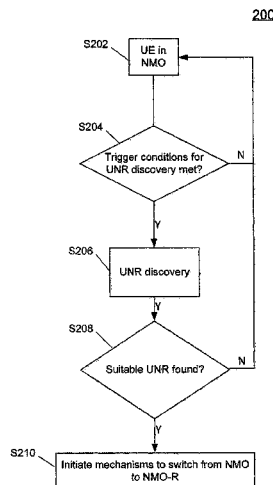 200
S202
UE in
NMO
S204
Trigger conditions for
UNR discovery met?
N
Y
S206
UNR discovery
Y
S208
Suitable UNR found?
N
Y
S210
Initiate mechanisms to switch from NMO
to NMO-R